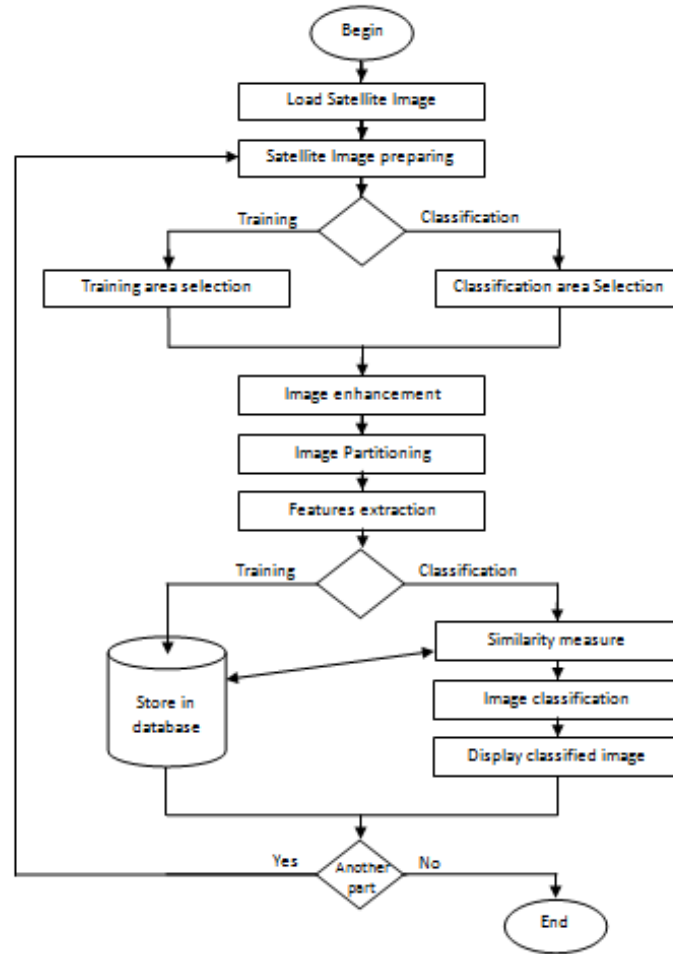 Begin
Load Satellite Image
Satellite Image preparing
Training
Classification
Training area selection
Classification area Selection
Image enhancement
Image Partitioning
Features extraction
Training
Classification
Similarity measure
Store in
database
Image classification
Display classified image
Yes
Another
part
No
End